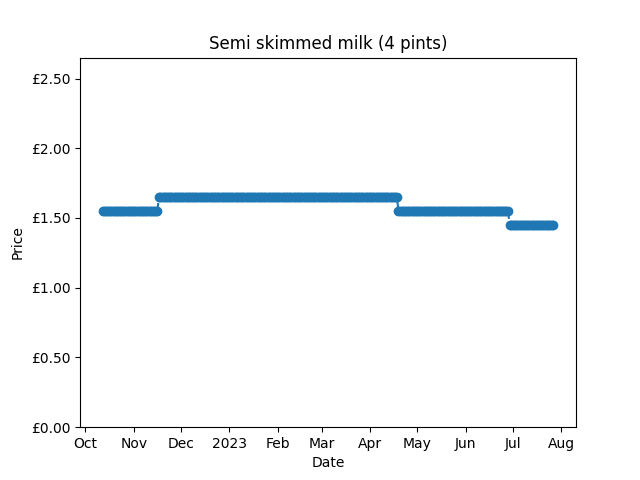 Semi skimmed milk (4 pints)
£2.50
£2.00
£1.50
£1.00
£0.50
£0.00
Price
Oct Nov Dec 2023 Feb Mar Apr May Jun Jul Aug
Date